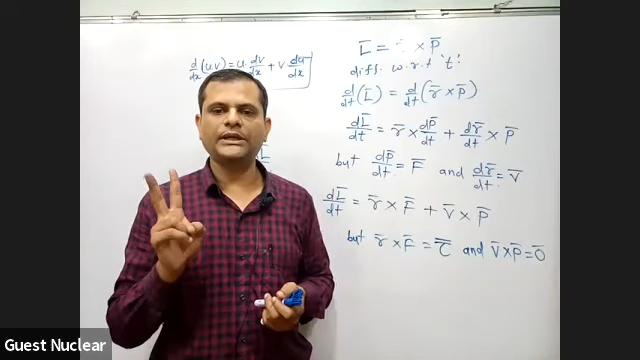 L̄ = × P̄
diff. w.r.t 't'
d/dt (L̄) = d/dt (r̄ × P̄)
dL̄/dt = r̄ × dP̄/dt + dr̄/dt × P̄
but dP̄/dt = F̄ and dr̄/dt = V̄
dL̄/dt = r̄ × F̄ + V̄ × P̄
but r̄ × F̄ = τ̄ and V̄ × P̄ = 0̄
d/dx (u.v) = u. dv/dx + v du/dx
L̄
Guest Nuclear